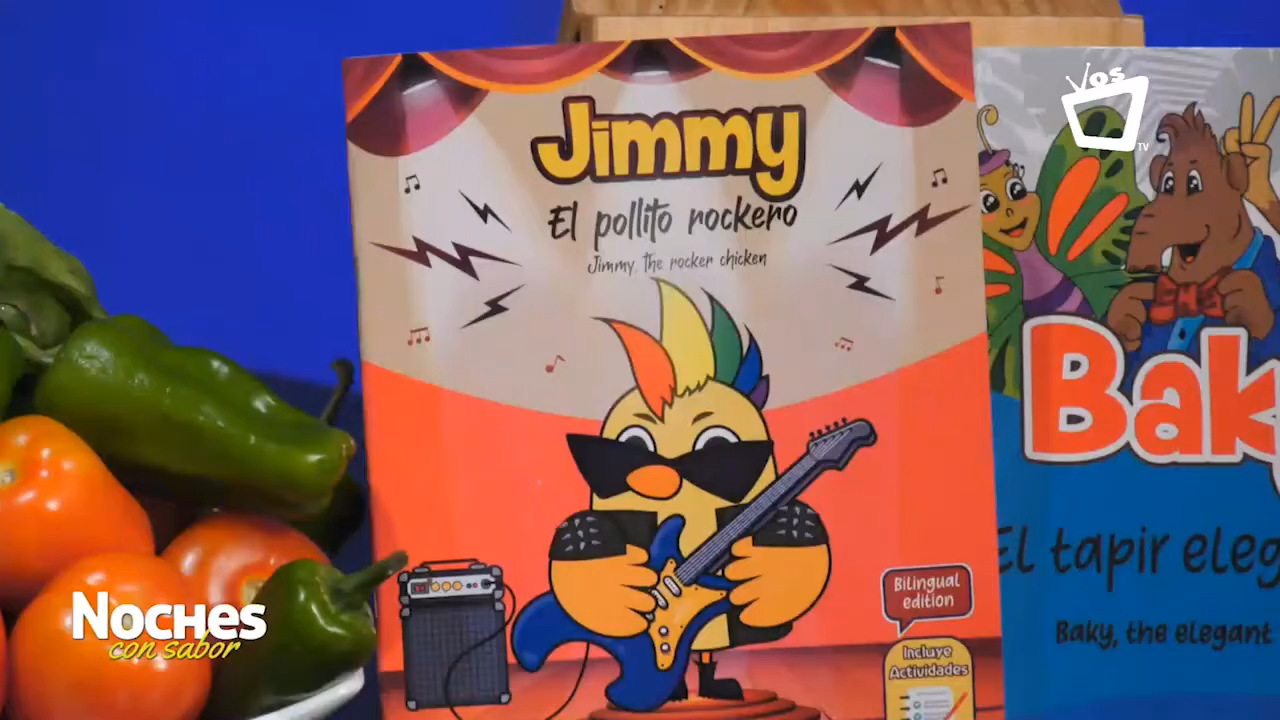 Jimmy
El pollito rockero
Jimmy, the rocker chicken
Bilingual
edition
Incluye
Actividades
Bak
El tapir eleg
Baky, the elegant
VOS
TV
NOCHES
con sabor